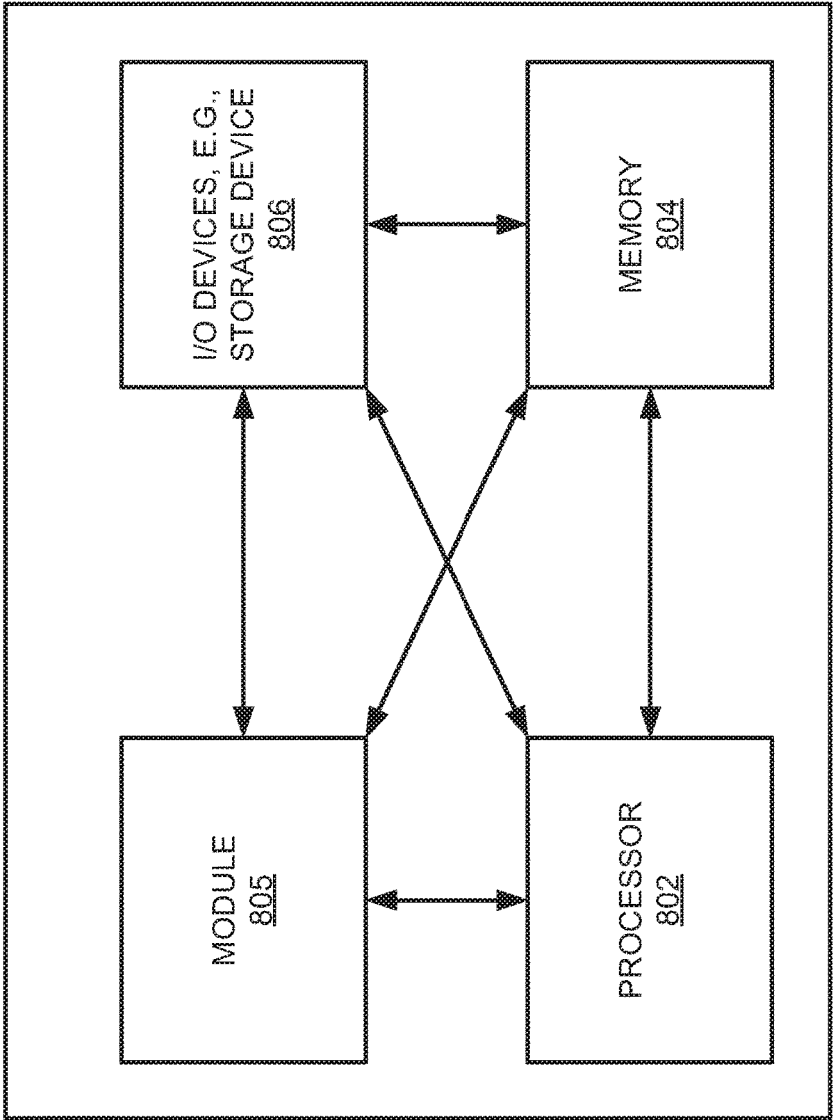 I/O DEVICES, E.G.,
STORAGE DEVICE
806
MEMORY
804
MODULE
805
PROCESSOR
802